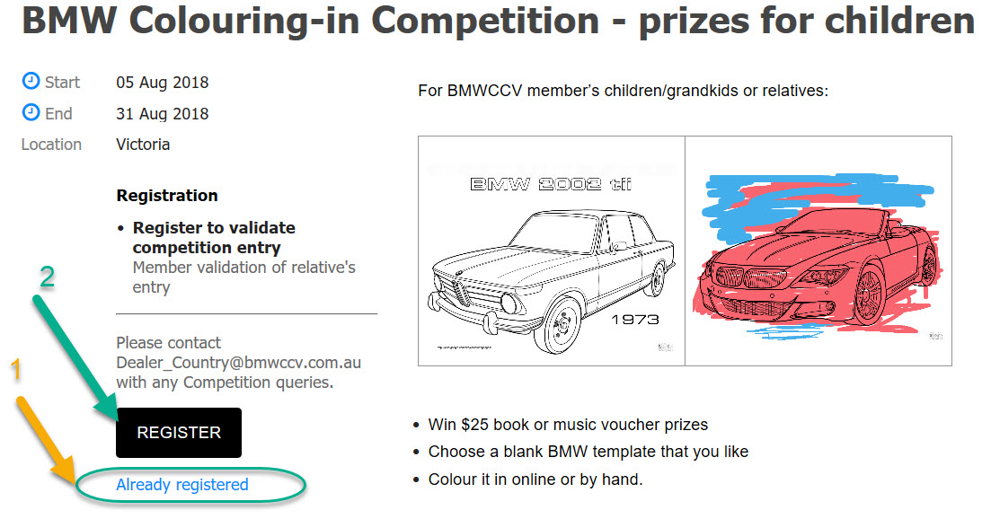 BMW Colouring-in Competition - prizes for children
Start 05 Aug 2018
End 31 Aug 2018
Location Victoria
Registration
• Register to validate
competition entry
Member validation of relative's
entry
2
Please contact
Dealer_Country@bmwccv.com.au
with any Competition queries.
1
REGISTER
Already registered
For BMWCCV member's children/grandkids or relatives:
BMW 2002 tii
1973
• Win $25 book or music voucher prizes
• Choose a blank BMW template that you like
• Colour it in online or by hand.